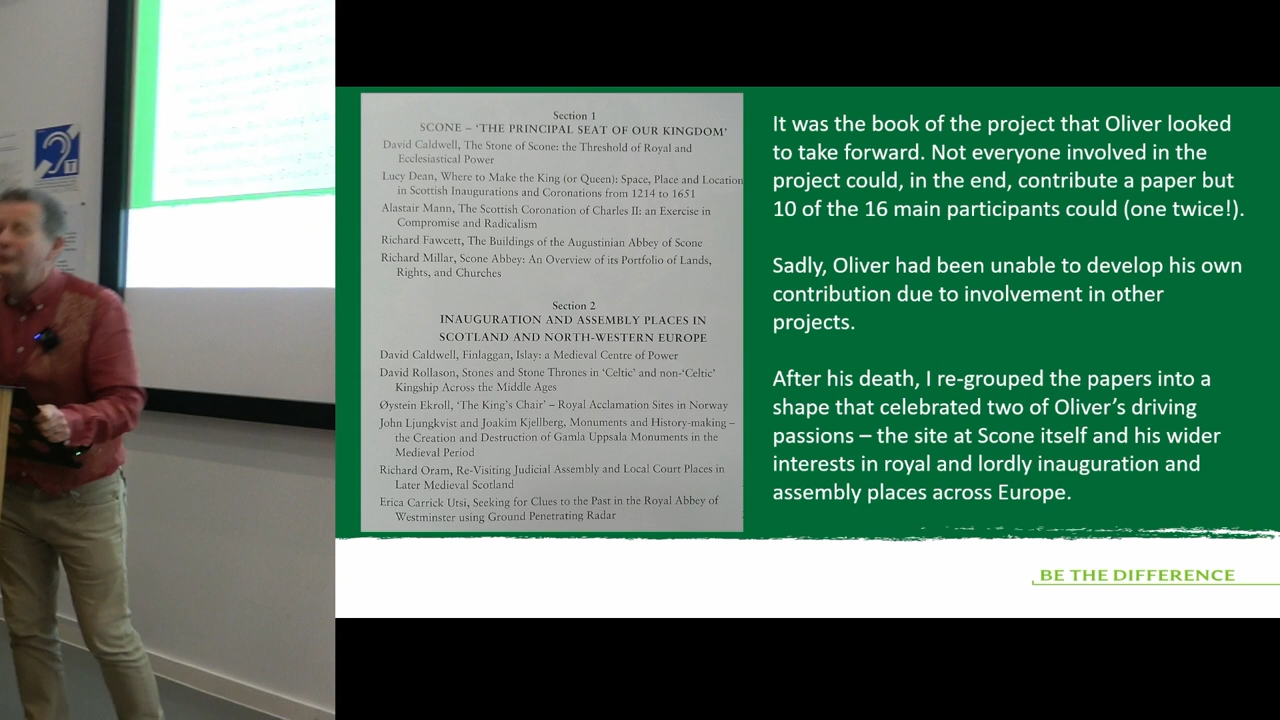 Section 1
SCONE – ‘THE PRINCIPAL SEAT OF OUR KINGDOM’
David Caldwell, The Stone of Scone: the Threshold of Royal and
Ecclesiastical Power
Lucy Dean, Where to Make the King (or Queen): Space, Place and Location
in Scottish Inaugurations and Coronations from 1214 to 1651
Alastair Mann, The Scottish Coronation of Charles II: an Exercise in
Compromise and Radicalism
Richard Fawcett, The Buildings of the Augustinian Abbey of Scone
Richard Millar, Scone Abbey: An Overview of its Portfolio of Lands,
Rights, and Churches
Section 2
INAUGURATION AND ASSEMBLY PLACES IN
SCOTLAND AND NORTH-WESTERN EUROPE
David Caldwell, Finlaggan, Islay: a Medieval Centre of Power
David Rollason, Stones and Stone Thrones in ‘Celtic’ and non-‘Celtic’
Kingship Across the Middle Ages
Øystein Ekroll, ‘The King’s Chair’ – Royal Acclamation Sites in Norway
John Ljungkvist and Joakim Kjellberg, Monuments and History-making –
the Creation and Destruction of Gamla Uppsala Monuments in the
Medieval Period
Richard Oram, Re-Visiting Judicial Assembly and Local Court Places in
Later Medieval Scotland
Erica Carrick Utsi, Seeking for Clues to the Past in the Royal Abbey of
Westminster using Ground Penetrating Radar
It was the book of the project that Oliver looked
to take forward. Not everyone involved in the
project could, in the end, contribute a paper but
10 of the 16 main participants could (one twice!).
Sadly, Oliver had been unable to develop his own
contribution due to involvement in other
projects.
After his death, I re-grouped the papers into a
shape that celebrated two of Oliver’s driving
passions – the site at Scone itself and his wider
interests in royal and lordly inauguration and
assembly places across Europe.
BE THE DIFFERENCE
T